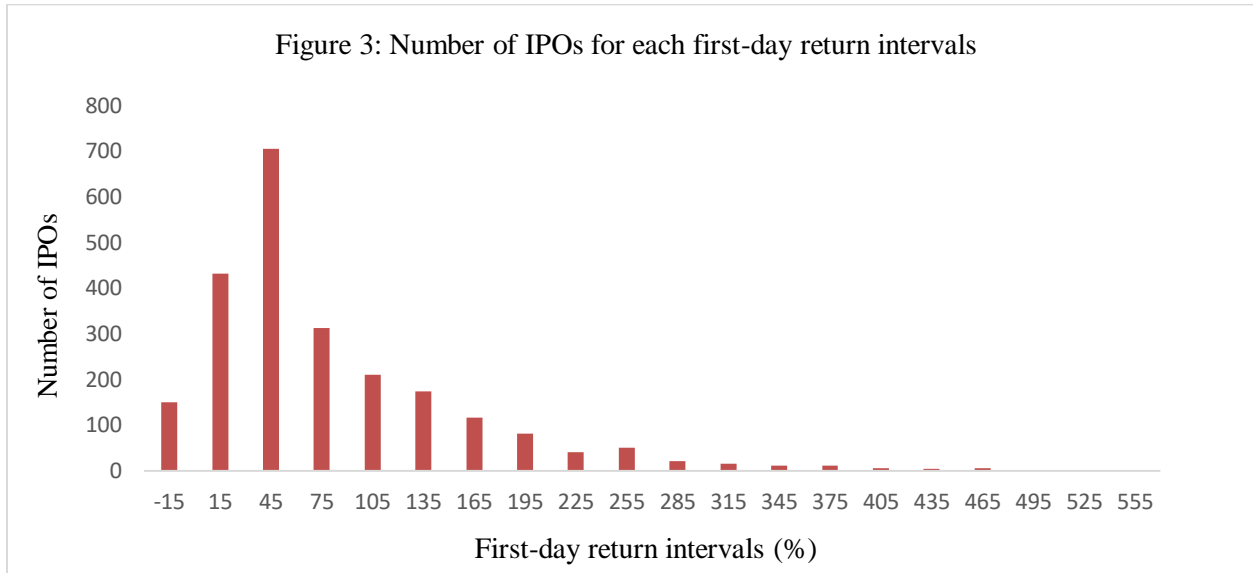 Figure 3: Number of IPOs for each first-day return intervals
800
700
600
500
400
300
200
100
0
Number of IPOs
-15 15 45 75 105 135 165 195 225 255 285 315 345 375 405 435 465 495 525 555
First-day return intervals (%)